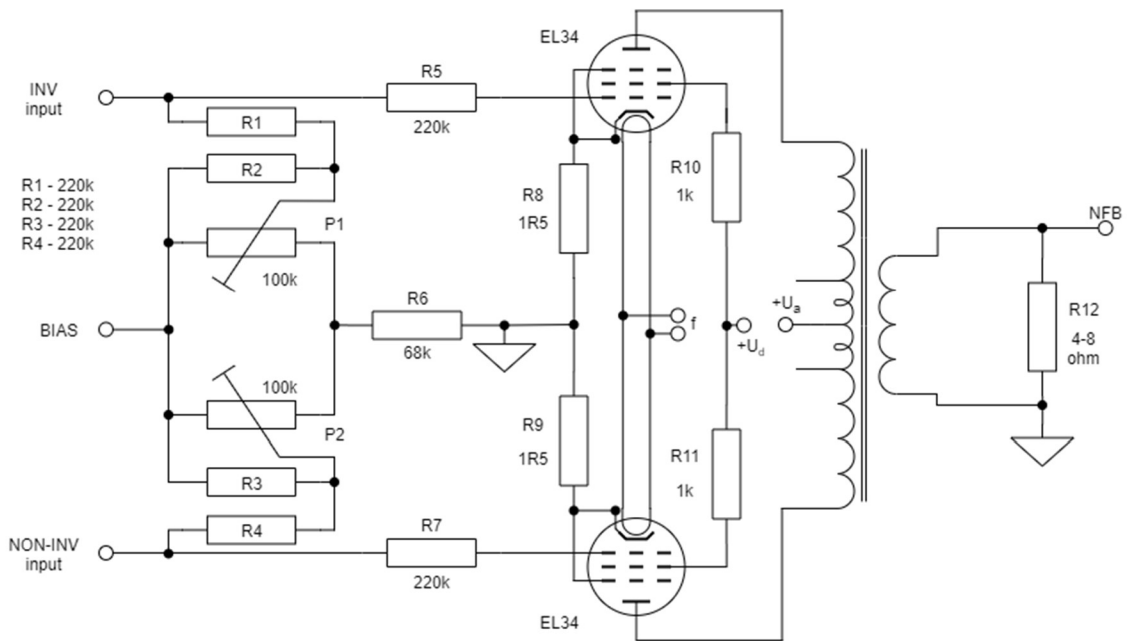 EL34
INV
input
R5
220k
R1
R2
R1 - 220k
R2 - 220k
R3 - 220k
R4 - 220k
P1
100k
R8
1R5
R10
1k
NFB
BIAS
R6
68k
f
+Ud
+Ua
R12
4-8
ohm
100k
P2
R9
1R5
R11
1k
R3
R4
NON-INV
input
R7
220k
EL34